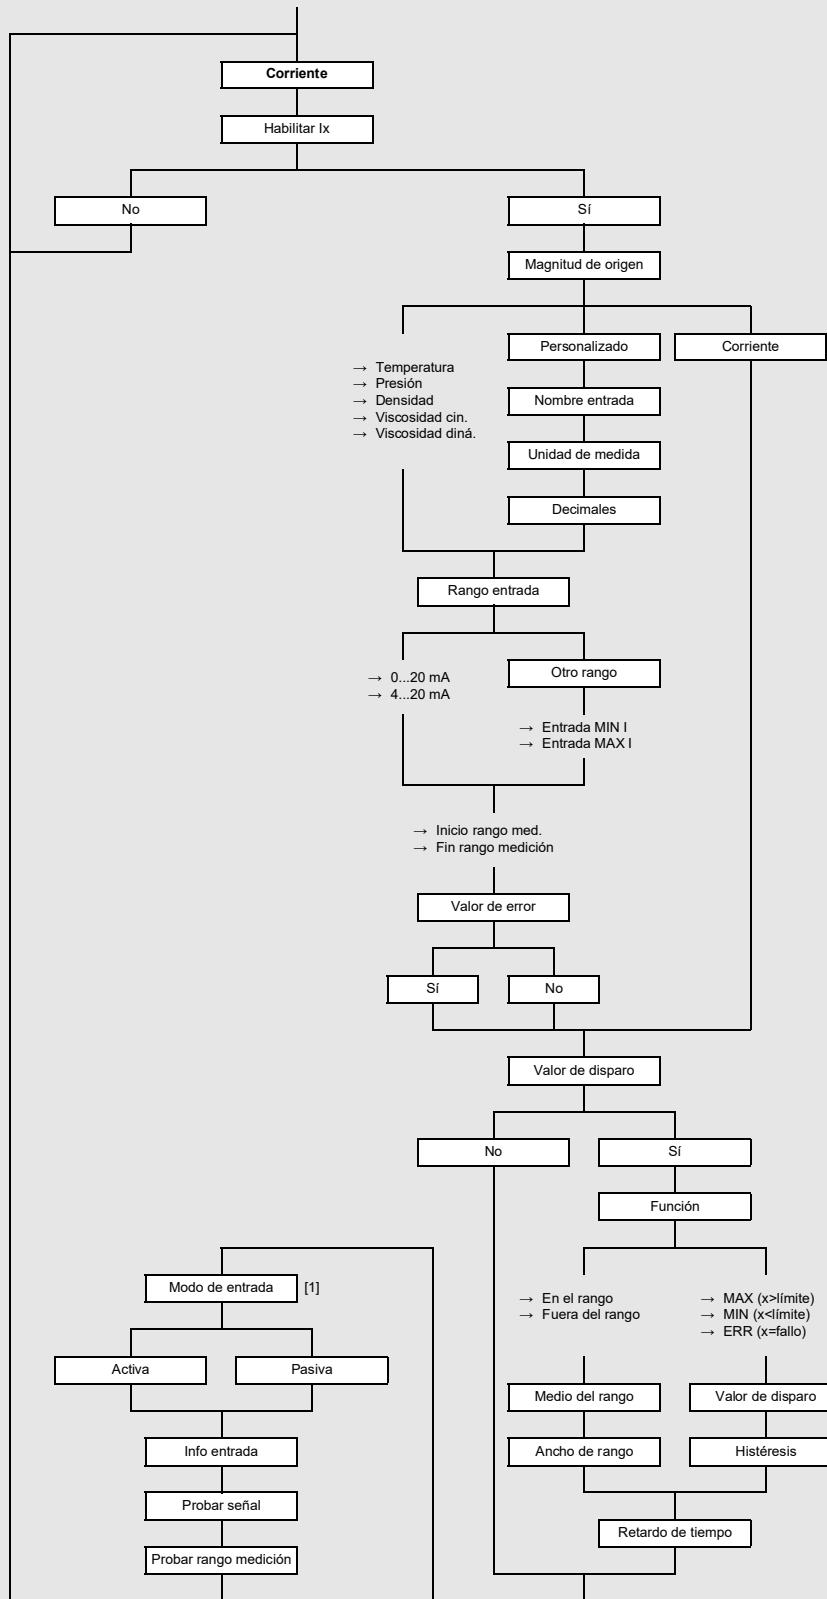 Corriente
Habilitar Ix
No
Sí
Magnitud de origen
Personalizado
Corriente
→ Temperatura
→ Presión
→ Densidad
→ Viscosidad cin.
→ Viscosidad diná.
Nombre entrada
Unidad de medida
Decimales
Rango entrada
→ 0...20 mA
→ 4...20 mA
Otro rango
→ Entrada MIN I
→ Entrada MAX I
→ Inicio rango med.
→ Fin rango medición
Valor de error
Sí
No
Valor de disparo
No
Sí
Función
→ En el rango
→ Fuera del rango
→ MAX (x>límite)
→ MIN (x<límite)
→ ERR (x=fallo)
Medio del rango
Valor de disparo
Ancho de rango
Histéresis
Retardo de tiempo
Modo de entrada [1]
Activa
Pasiva
Info entrada
Probar señal
Probar rango medición